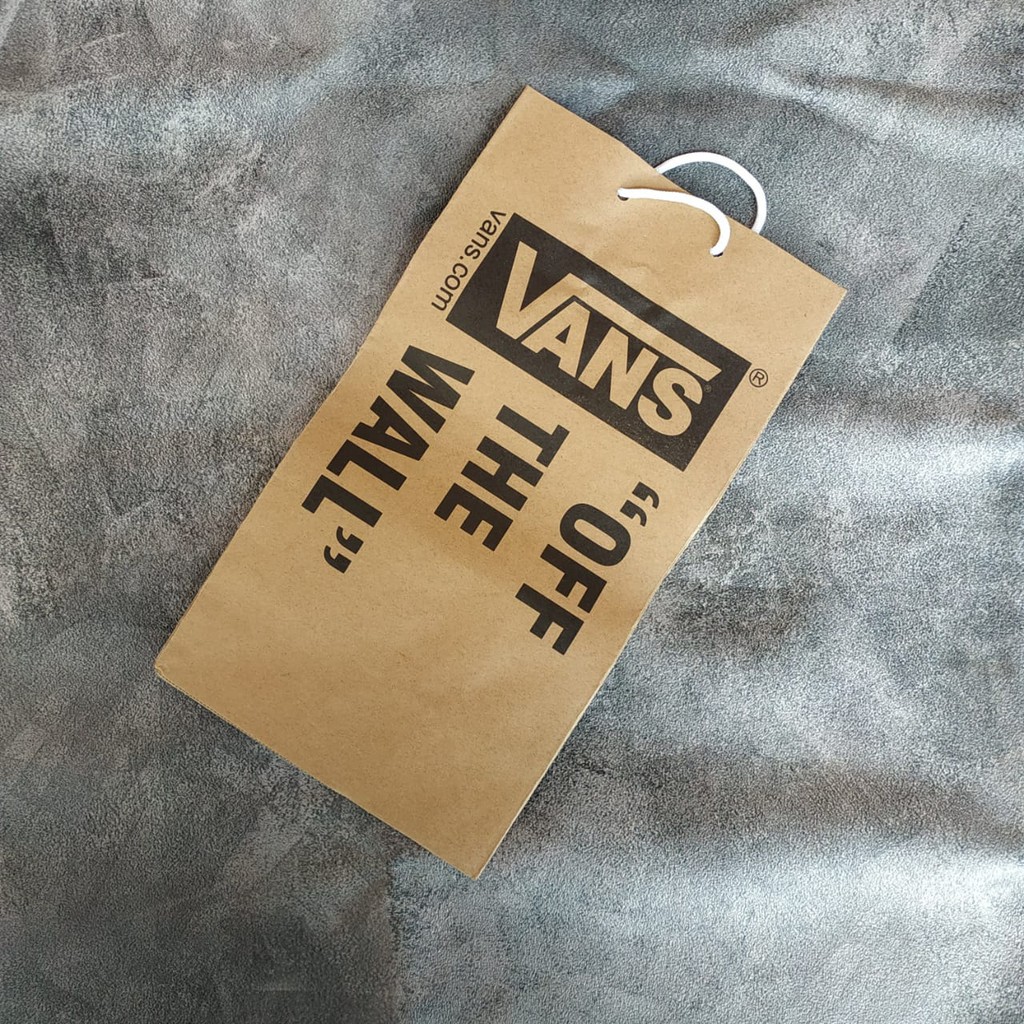 VANS®
®
"OFF
THE
WALL"
vans.com